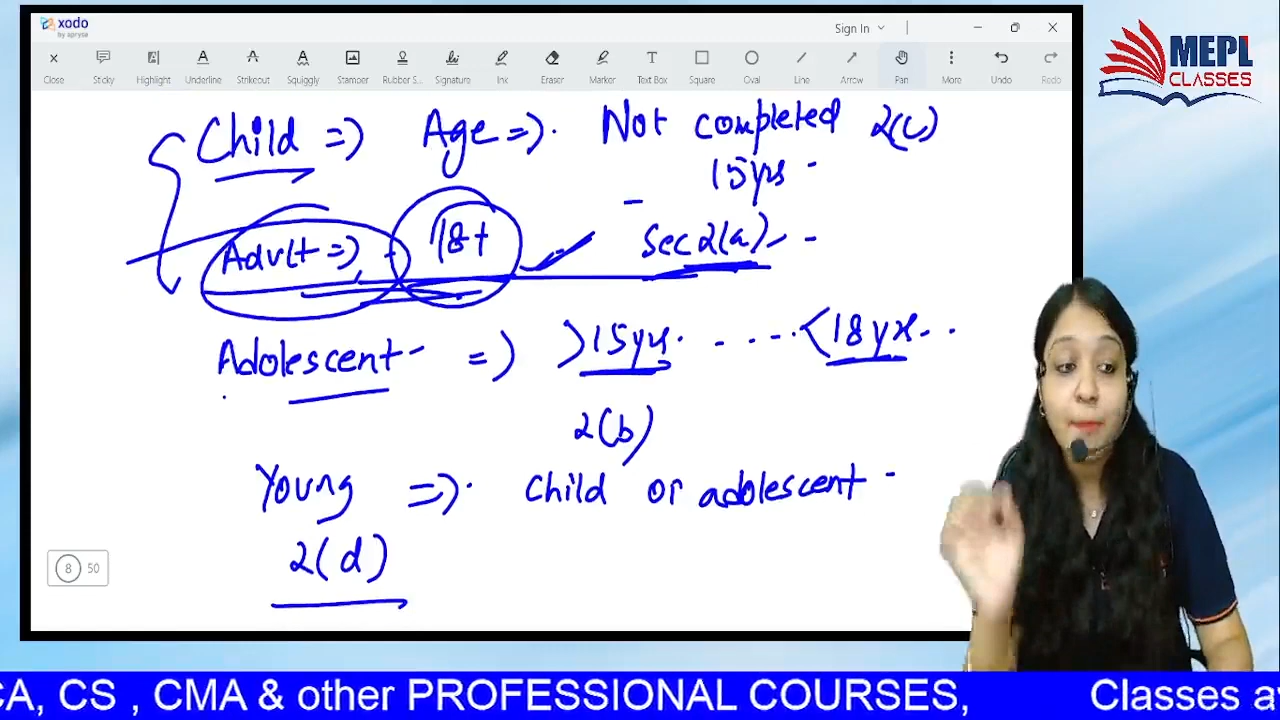 xodo
by apryse
Sign In
Close Sticky Highlight Underline Strikeout Squiggly Stamper Rubber S... Signature Ink Eraser Marker Text Box Square Oval Line Arrow Pan More Undo Redo
MEPL
CLASSES
Child => Age => Not completed 2(c)
15yrs
Adult => 18+ Sec 2(a)
Adolescent => >15yrs. .... <18yrs..
2(b)
Young => Child or adolescent
2(d)
8 50
CA, CS , CMA & other PROFESSIONAL COURSES, Classes a